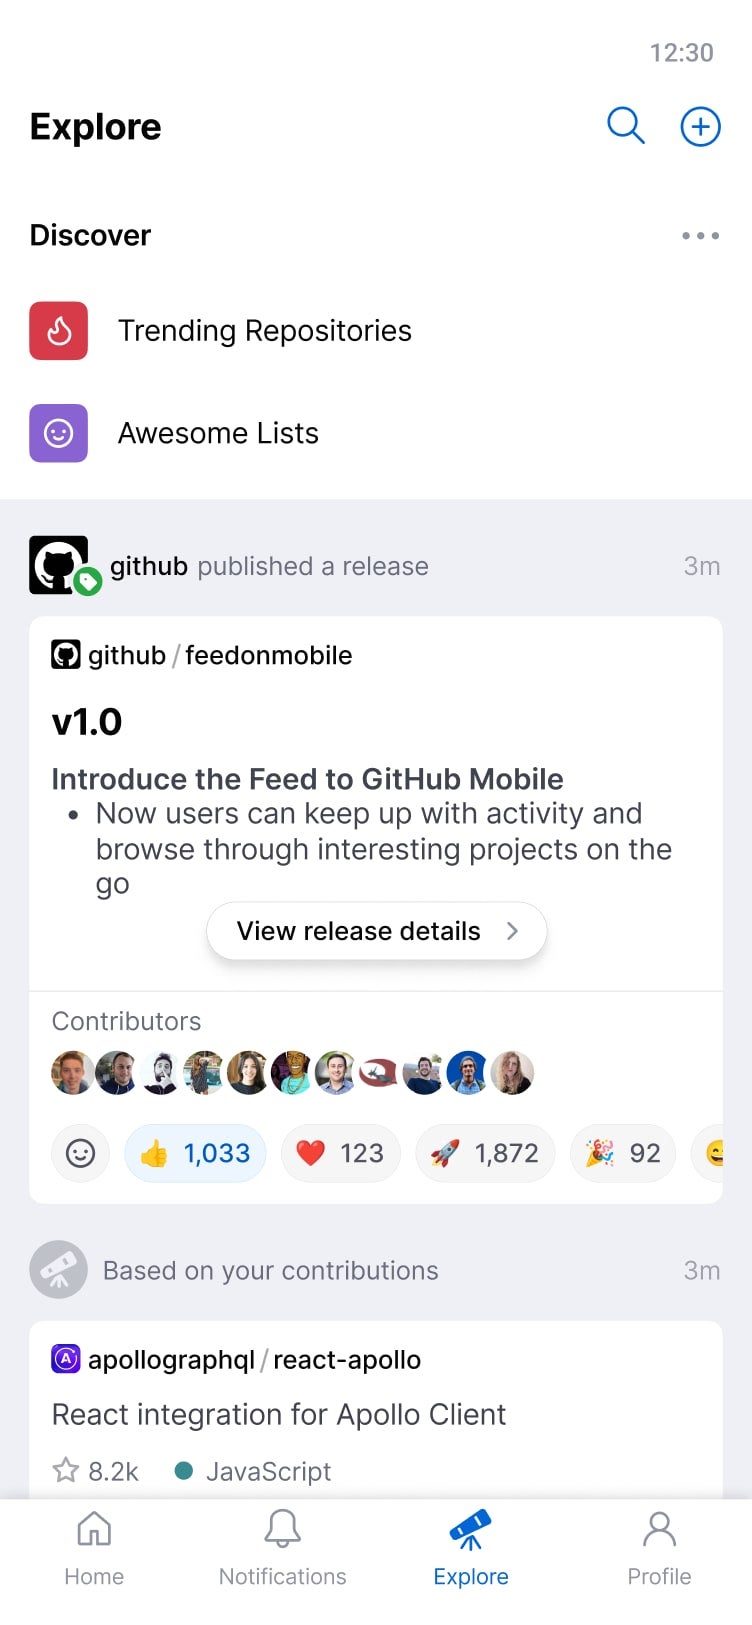 12:30
Explore
Discover
Trending Repositories
Awesome Lists
github published a release 3m
github / feedonmobile
v1.0
Introduce the Feed to GitHub Mobile
• Now users can keep up with activity and
browse through interesting projects on the
go
View release details
Contributors
1,033 123 1,872 92
Based on your contributions 3m
apollographql / react-apollo
React integration for Apollo Client
8.2k JavaScript
Home Notifications Explore Profile